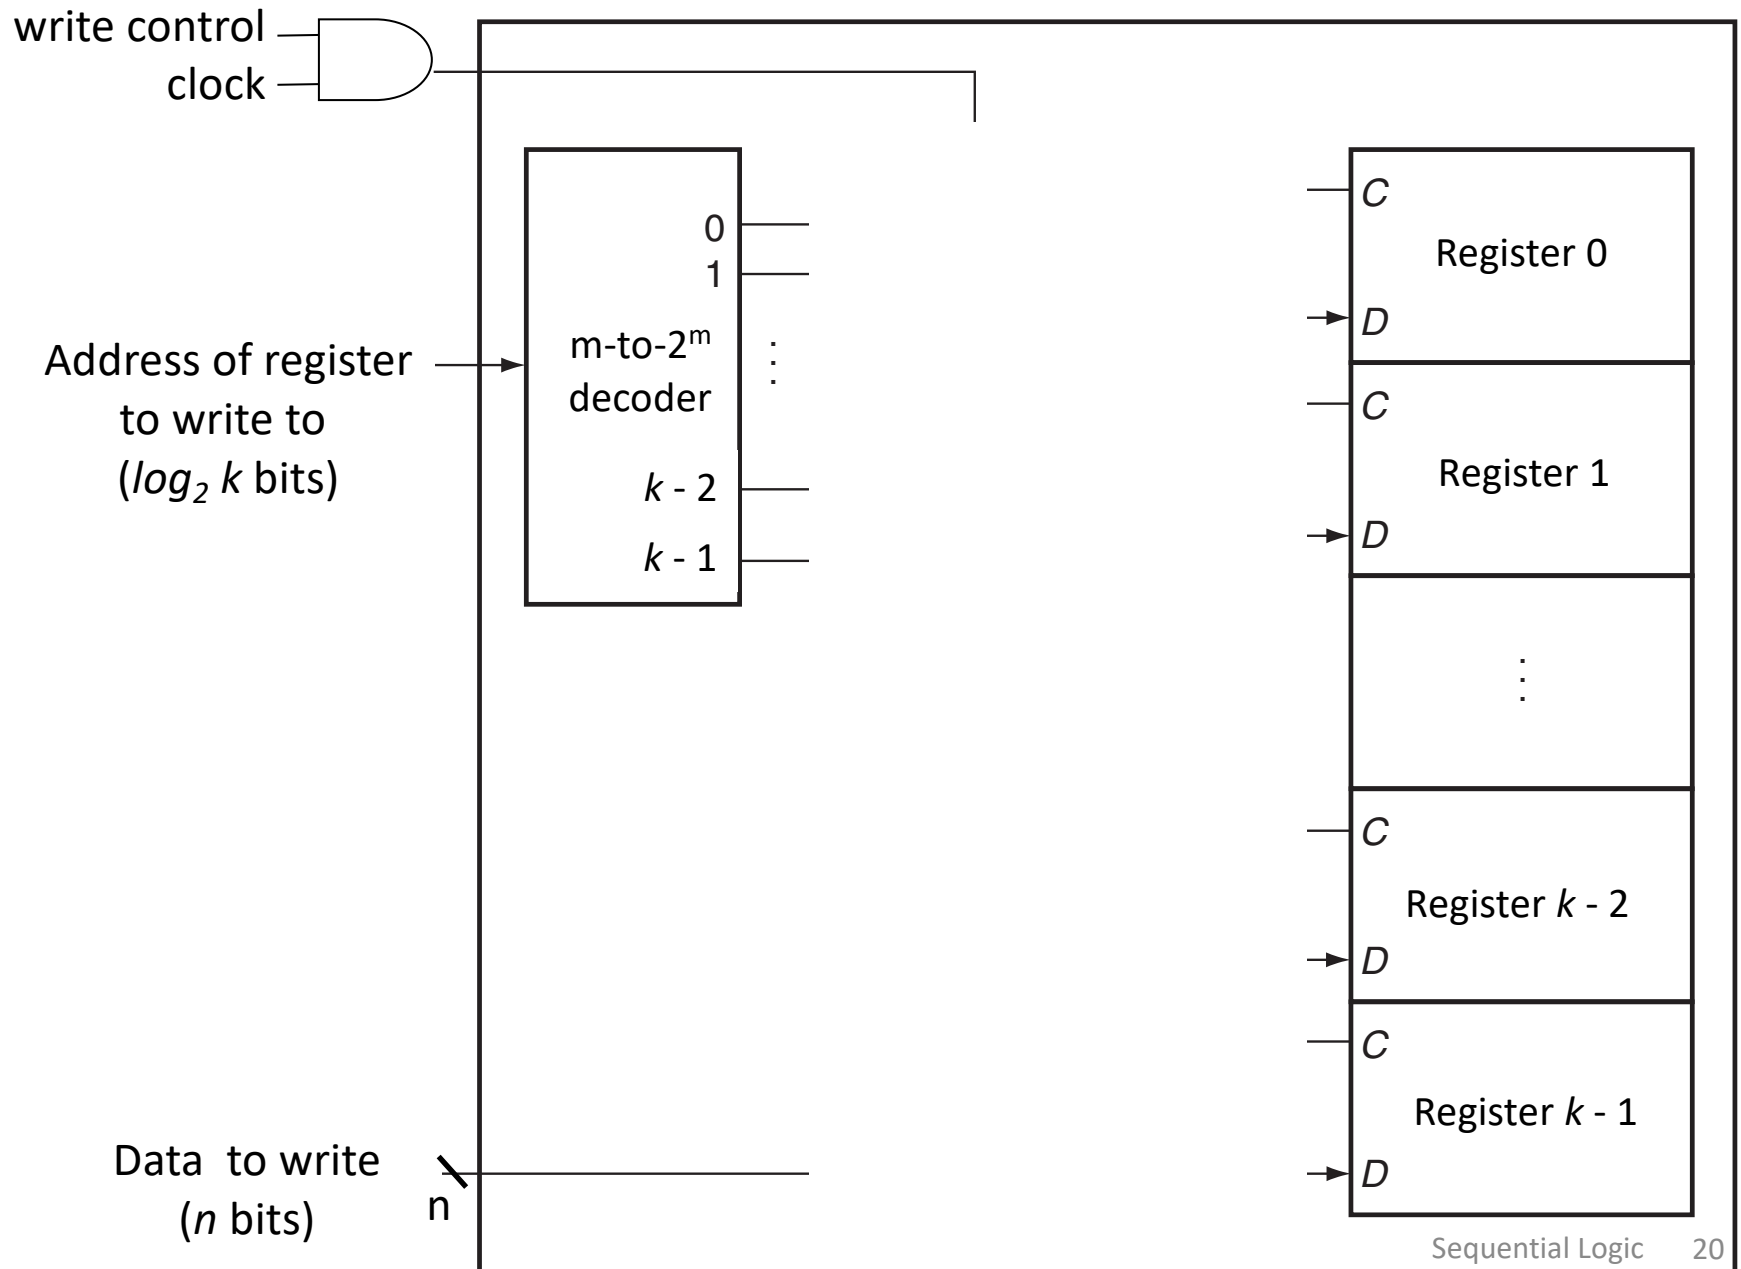 write control
clock
0
1
m-to-2ᵐ
decoder
⋮
k - 2
k - 1
Address of register
to write to
(log₂ k bits)
Data  to write
(n bits)
n
C
Register 0
D
C
Register 1
D
⋮
C
Register k - 2
D
C
Register k - 1
D
Sequential Logic 20